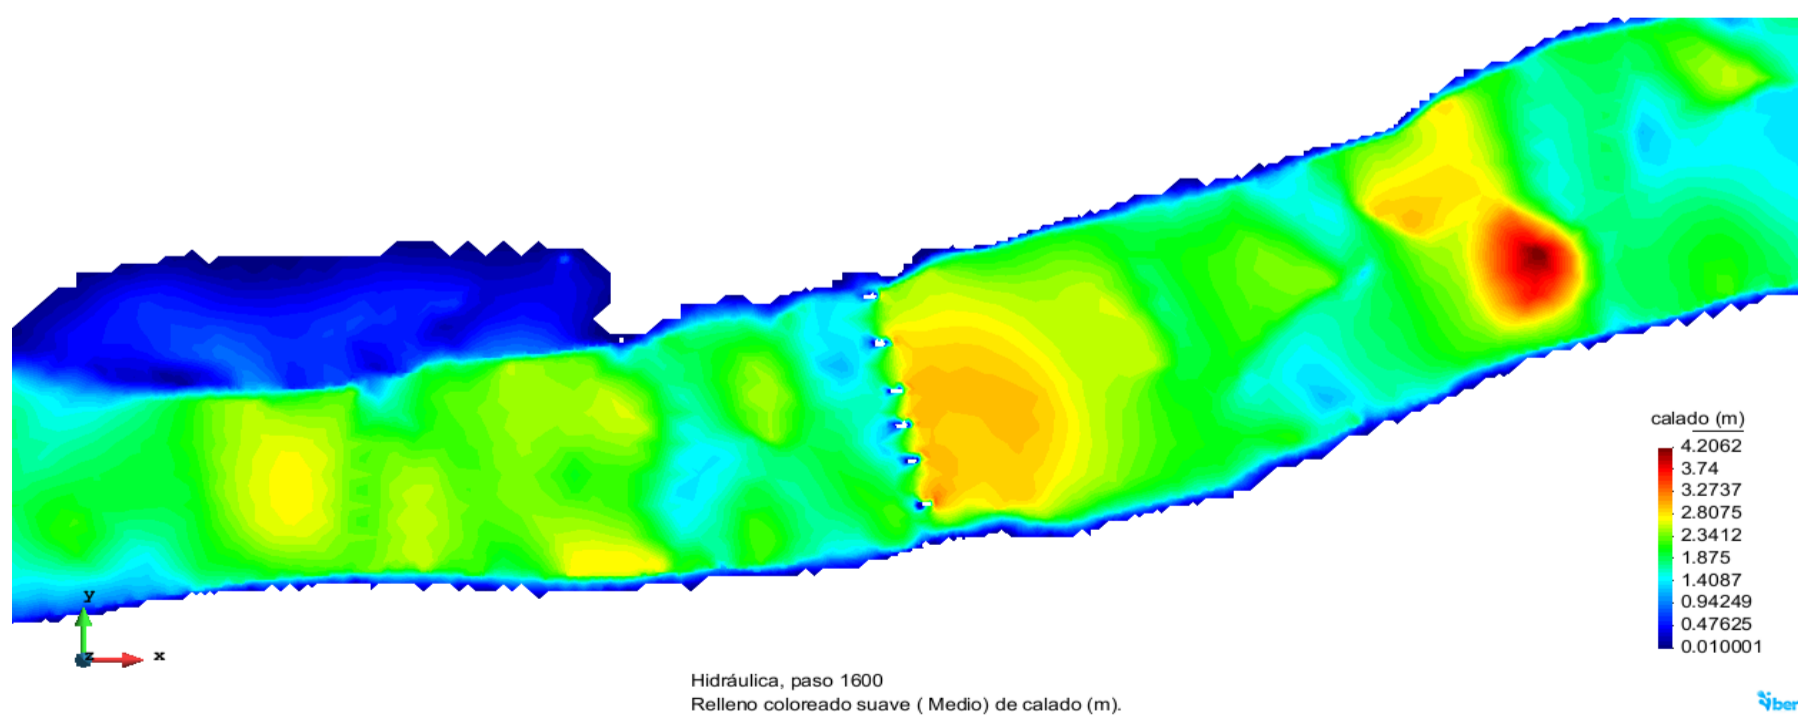 calado (m)
4.2062
3.74
3.2737
2.8075
2.3412
1.875
1.4087
0.94249
0.47625
0.010001
y
z
x
Hidráulica, paso 1600
Relleno coloreado suave ( Medio) de calado (m).
iber